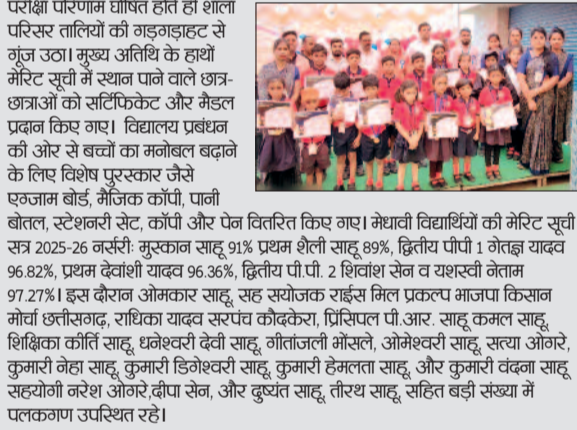 परीक्षा परिणाम घोषित होते ही शाला
परिसर तालियों की गड़गड़ाहट से
गूंज उठा। मुख्य अतिथि के हाथों
मेरिट सूची में स्थान पाने वाले छात्र-
छात्राओं को सर्टिफिकेट और मैडल
प्रदान किए गए। विद्यालय प्रबंधन
की ओर से बच्चों का मनोबल बढ़ाने
के लिए विशेष पुरस्कार जैसे
एग्जाम बोर्ड, मैजिक कॉपी, पानी
बोतल, स्टेशनरी सेट, कॉपी और पेन वितरित किए गए। मेधावी विद्यार्थियों की मेरिट सूची
सत्र 2025-26 नर्सरीः मुस्कान साहू 91% प्रथम शैली साहू 89%, द्वितीय पीपी 1 गेतज्ञ यादव
96.82%, प्रथम देवांशी यादव 96.36%, द्वितीय पी.पी. 2 शिवांश सेन व यशस्वी नेताम
97.27%। इस दौरान ओमकार साहू, सह सयोजक राईस मिल प्रकल्प भाजपा किसान
मोर्चा छत्तीसगढ़, राधिका यादव सरपंच कौदकेरा, प्रिंसिपल पी.आर. साहू कमल साहू,
शिक्षिका कीर्ति साहू, धनेश्वरी देवी साहू, गीतांजली भोंसले, ओमेश्वरी साहू, सत्या ओगरे,
कुमारी नेहा साहू, कुमारी डिगेश्वरी साहू, कुमारी हेमलता साहू, और कुमारी वंदना साहू
सहयोगी नरेश ओगरे,दीपा सेन, और दुष्यंत साहू, तीरथ साहू, सहित बड़ी संख्या में
पलकगण उपस्थित रहे।